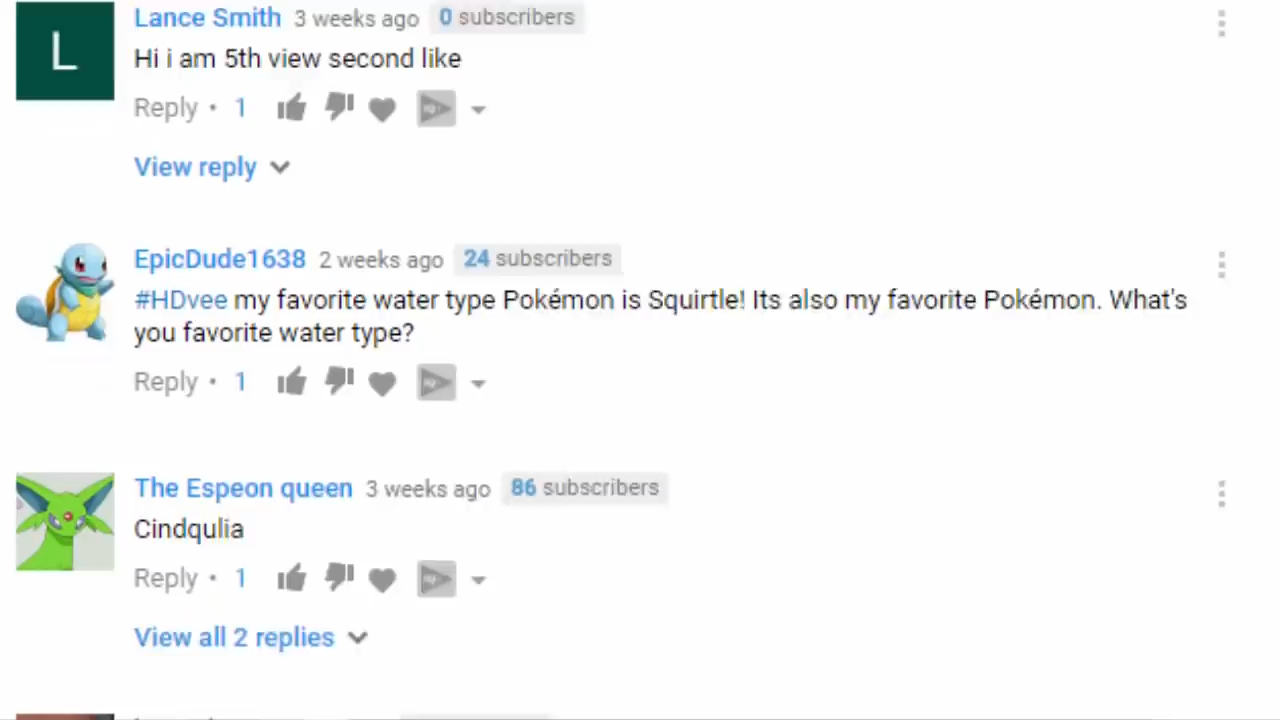 L
Lance Smith 3 weeks ago 0 subscribers
Hi i am 5th view second like
Reply • 1
View reply
EpicDude1638 2 weeks ago 24 subscribers
#HDvee my favorite water type Pokémon is Squirtle! Its also my favorite Pokémon. What's
you favorite water type?
Reply • 1
The Espeon queen 3 weeks ago 86 subscribers
Cindqulia
Reply • 1
View all 2 replies